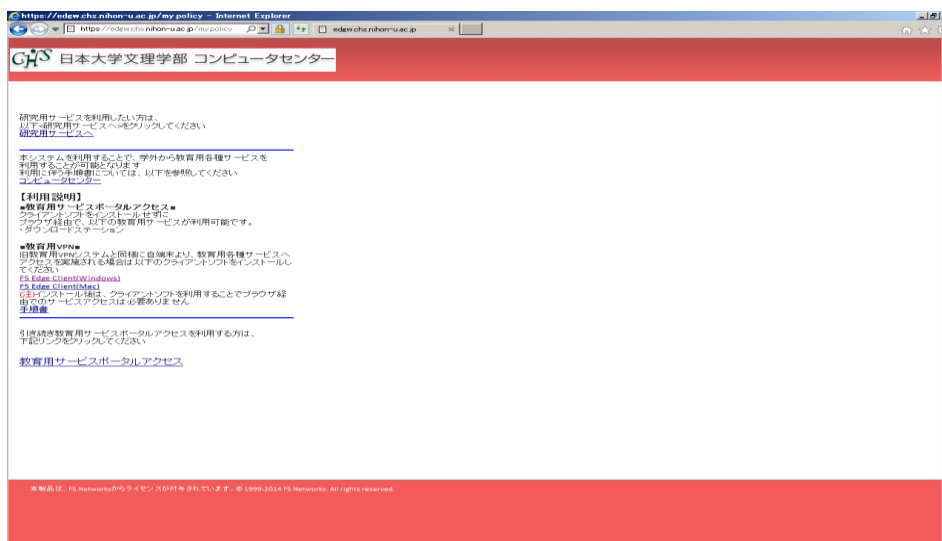 https://edgw.chs.nihon-u.ac.jp/my.policy - Internet Explorer
https://edgw.chs.nihon-u.ac.jp/my.policy
edgw.chs.nihon-u.ac.jp
CHS 日本大学文理学部 コンピュータセンター
研究用サービスを利用したい方は、
以下<研究用サービスへ>をクリックしてください
研究用サービスへ
本システムを利用することで、学外から教育用各種サービスを
利用することが可能となります
利用に伴う手順書については、以下を参照してください
コンピュータセンター
【利用説明】
■教育用サービスポータルアクセス■
クライアントソフトをインストールせずに
ブラウザ経由で、以下の教育用サービスが利用可能です。
・ダウンロードステーション
■教育用VPN■
旧教育用VPNシステムと同様に自端末より、教育用各種サービスへ
アクセスを実施される場合は以下のクライアントソフトをインストールし
てください
F5 Edge Client(Windows)
F5 Edge Client(Mac)
(注)インストール後は、クライアントソフトを利用することでブラウザ経
由でのサービスアクセスは必要ありません
手順書
引き続き教育用サービスポータルアクセスを利用する方は、
下記リンクをクリックしてください
教育用サービスポータルアクセス
本製品は、F5 Networksからライセンスが付与されています。© 1999-2014 F5 Networks. All rights reserved.